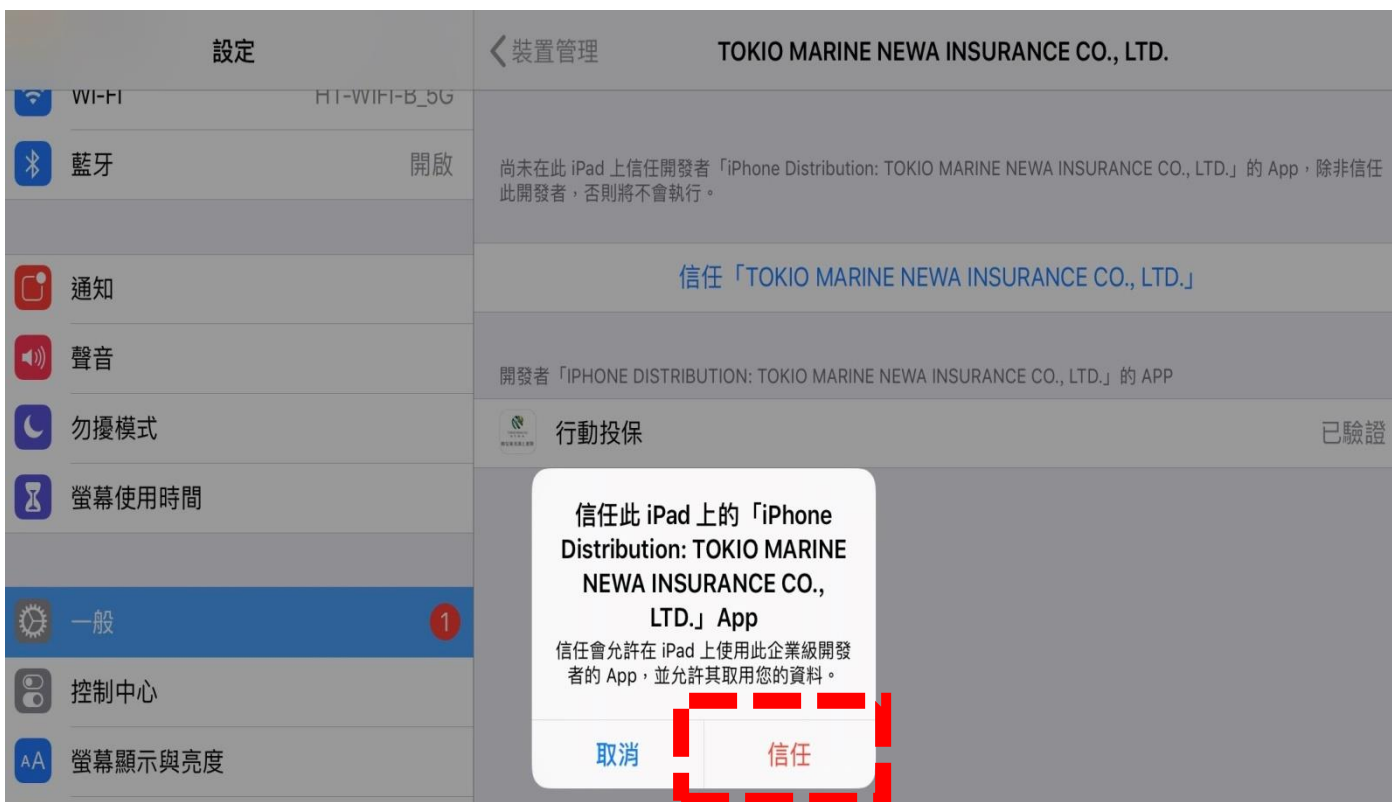 設定
WI-FI
HT-WIFI-B_5G
藍牙
開啟
通知
聲音
勿擾模式
螢幕使用時間
一般
1
控制中心
AA
螢幕顯示與亮度
裝置管理
TOKIO MARINE NEWA INSURANCE CO., LTD.
尚未在此 iPad 上信任開發者「iPhone Distribution: TOKIO MARINE NEWA INSURANCE CO., LTD.」的 App，除非信任
此開發者，否則將不會執行。
信任「TOKIO MARINE NEWA INSURANCE CO., LTD.」
開發者「IPHONE DISTRIBUTION: TOKIO MARINE NEWA INSURANCE CO., LTD.」的 APP
行動投保
已驗證
信任此 iPad 上的「iPhone
Distribution: TOKIO MARINE
NEWA INSURANCE CO.,
LTD.」App
信任會允許在 iPad 上使用此企業級開發
者的 App，並允許其取用您的資料。
取消
信任